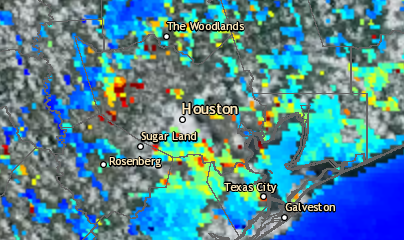 The Woodlands
Houston
Sugar Land
Rosenberg
Texas City
Galveston